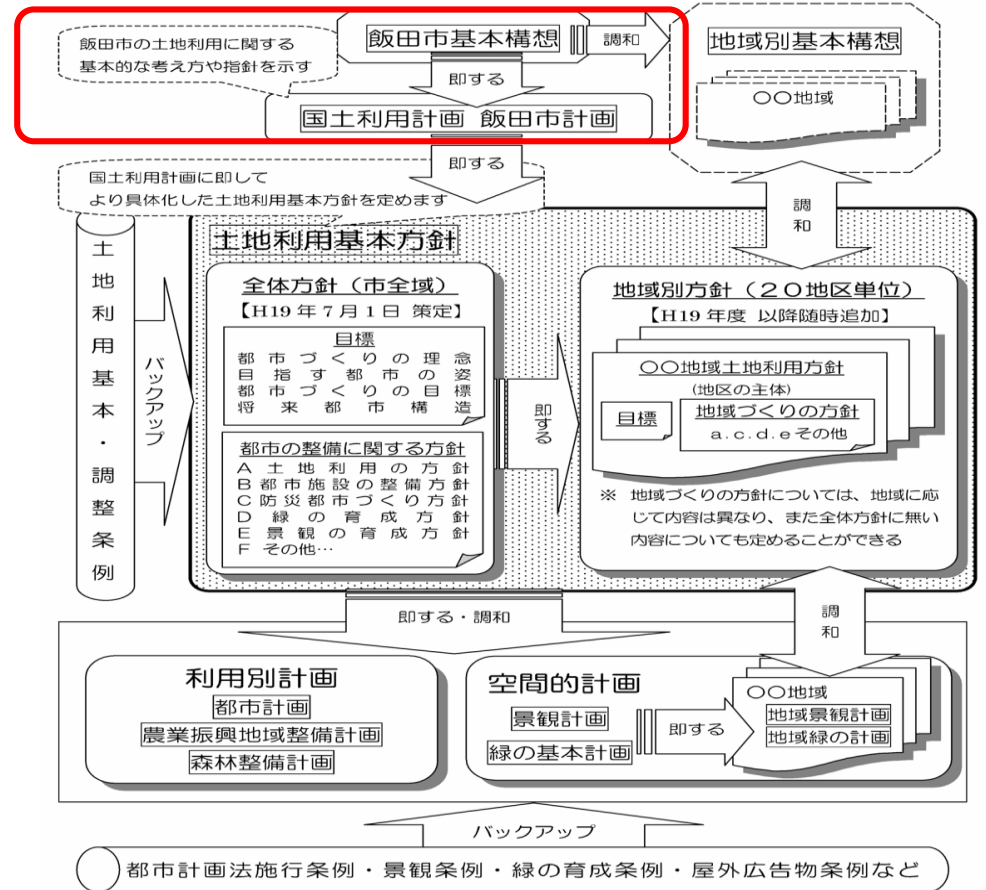 飯田市の土地利用に関する
基本的な考え方や指針を示す
飯田市基本構想
調和
地域別基本構想
即する
〇〇地域
国土利用計画 飯田市計画
即する
国土利用計画に即して
より具体化した土地利用基本方針を定めます
調和
土地利用基本・調整条例
バックアップ
土地利用基本方針
全体方針（市全域）
【H19年7月1日 策定】
目標
都市づくりの理念
目指す都市の姿
都市づくりの目標
将来都市構造
都市の整備に関する方針
A 土地利用の方針
B 都市施設の整備方針
C 防災都市づくり方針
D 緑の育成方針
E 景観の育成方針
F その他…
即する
地域別方針（２０地区単位）
【H19年度 以降随時追加】
〇〇地域土地利用方針
(地区の主体)
目標
地域づくりの方針
a.c.d.eその他
※ 地域づくりの方針については、地域に応
じて内容は異なり、また全体方針に無い
内容についても定めることができる
即する・調和
調和
利用別計画
都市計画
農業振興地域整備計画
森林整備計画
空間的計画
景観計画
緑の基本計画
即する
〇〇地域
地域景観計画
地域緑の計画
バックアップ
都市計画法施行条例・景観条例・緑の育成条例・屋外広告物条例など